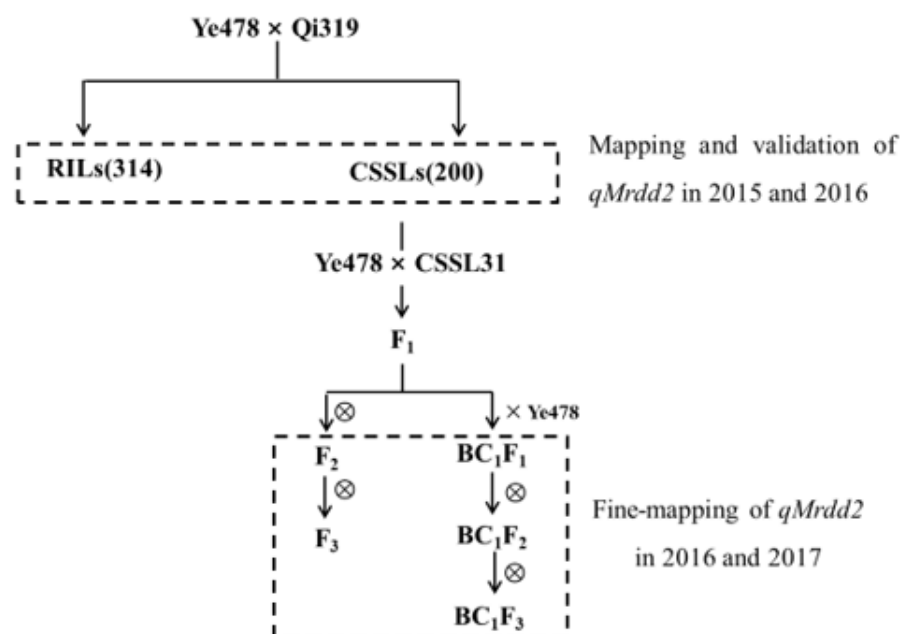 Ye478 × Qi319
RILs(314)
CSSLs(200)
Mapping and validation of
qMrdd2 in 2015 and 2016
Ye478 × CSSL31
F₁
⊗
× Ye478
F₂
BC₁F₁
⊗
⊗
F₃
BC₁F₂
Fine-mapping of qMrdd2
in 2016 and 2017
⊗
BC₁F₃